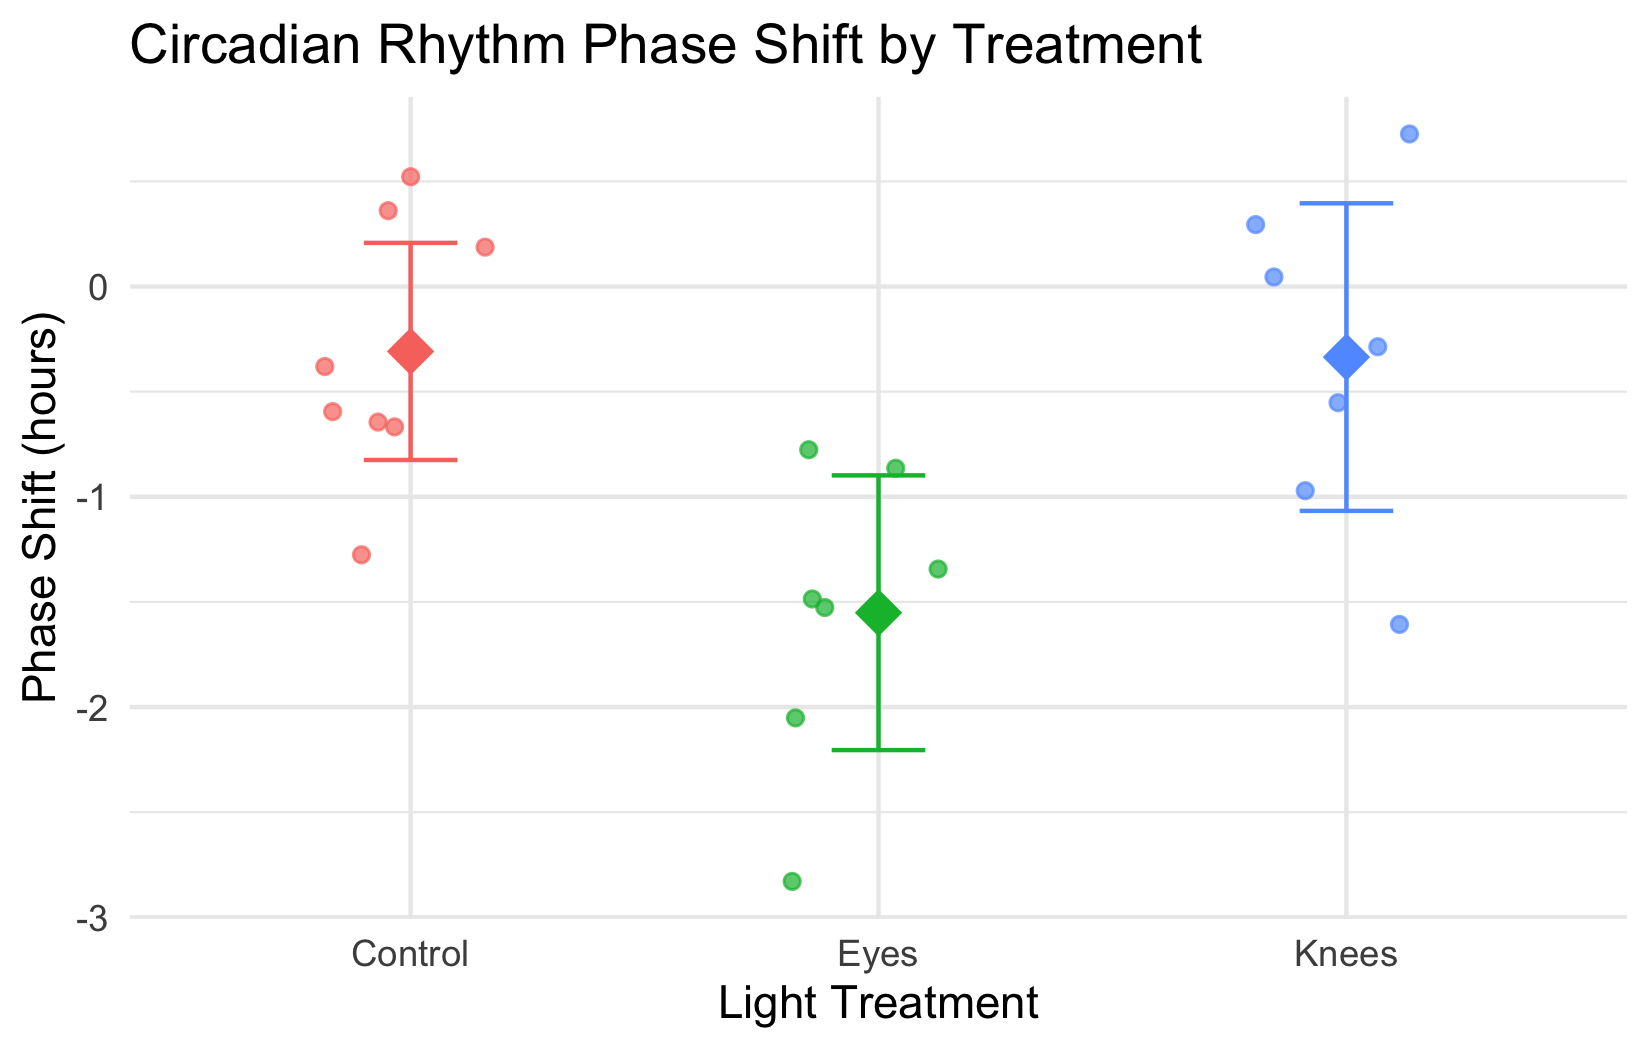 Circadian Rhythm Phase Shift by Treatment
Phase Shift (hours)
0
-1
-2
-3
Control Eyes Knees
Light Treatment